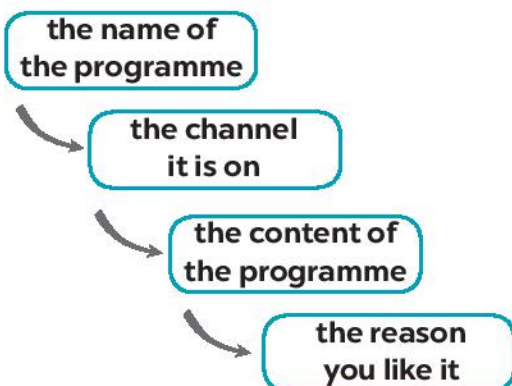 the name of
the programme
the channel
it is on
the content of
the programme
the reason
you like it